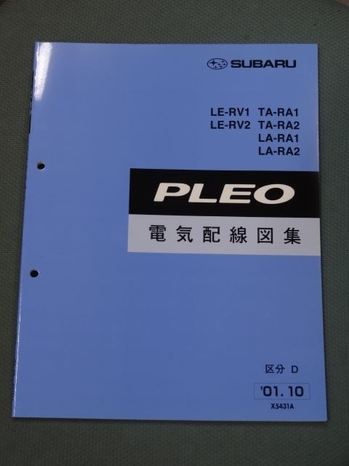 SUBARU
LE-RV1 TA-RA1
LE-RV2 TA-RA2
LA-RA1
LA-RA2
PLEO
電気配線図集
区分 D
'01.10
X5431A